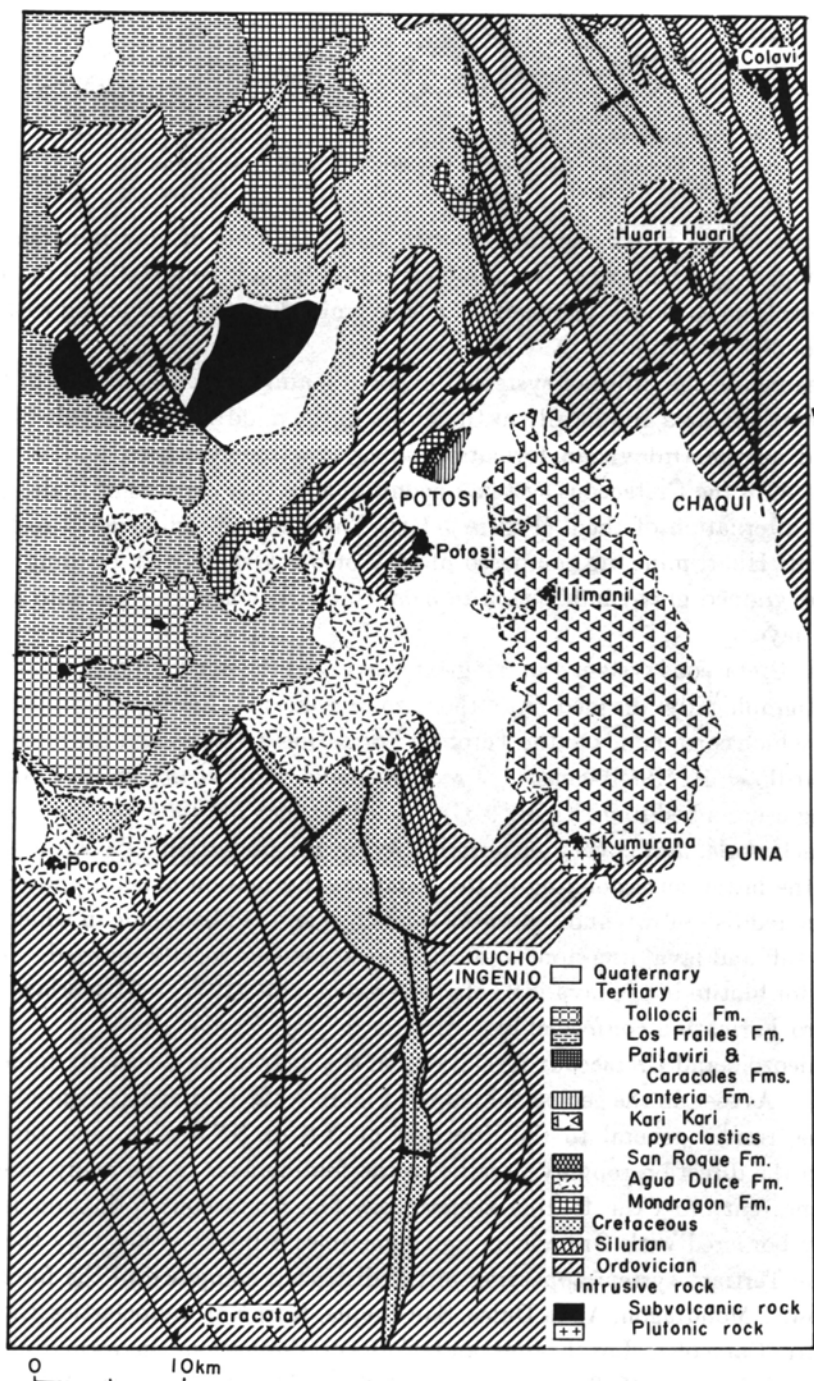 Colavi
Huari Huari
POTOSI
CHAQUI
Potosi
Illimanii
Kumurana
Porco
PUNA
CUCHO
INGENIO
Quaternary
Tertiary
Tollocci Fm.
Los Frailes Fm.
Pailaviri &
Caracoles Fms.
Canteria Fm.
Kari Kari
pyroclastics
San Roque Fm.
Agua Dulce Fm.
Mondragon Fm.
Cretaceous
Silurian
Ordovician
Intrusive rock
Subvolcanic rock
Plutonic rock
Caracota
0 10km